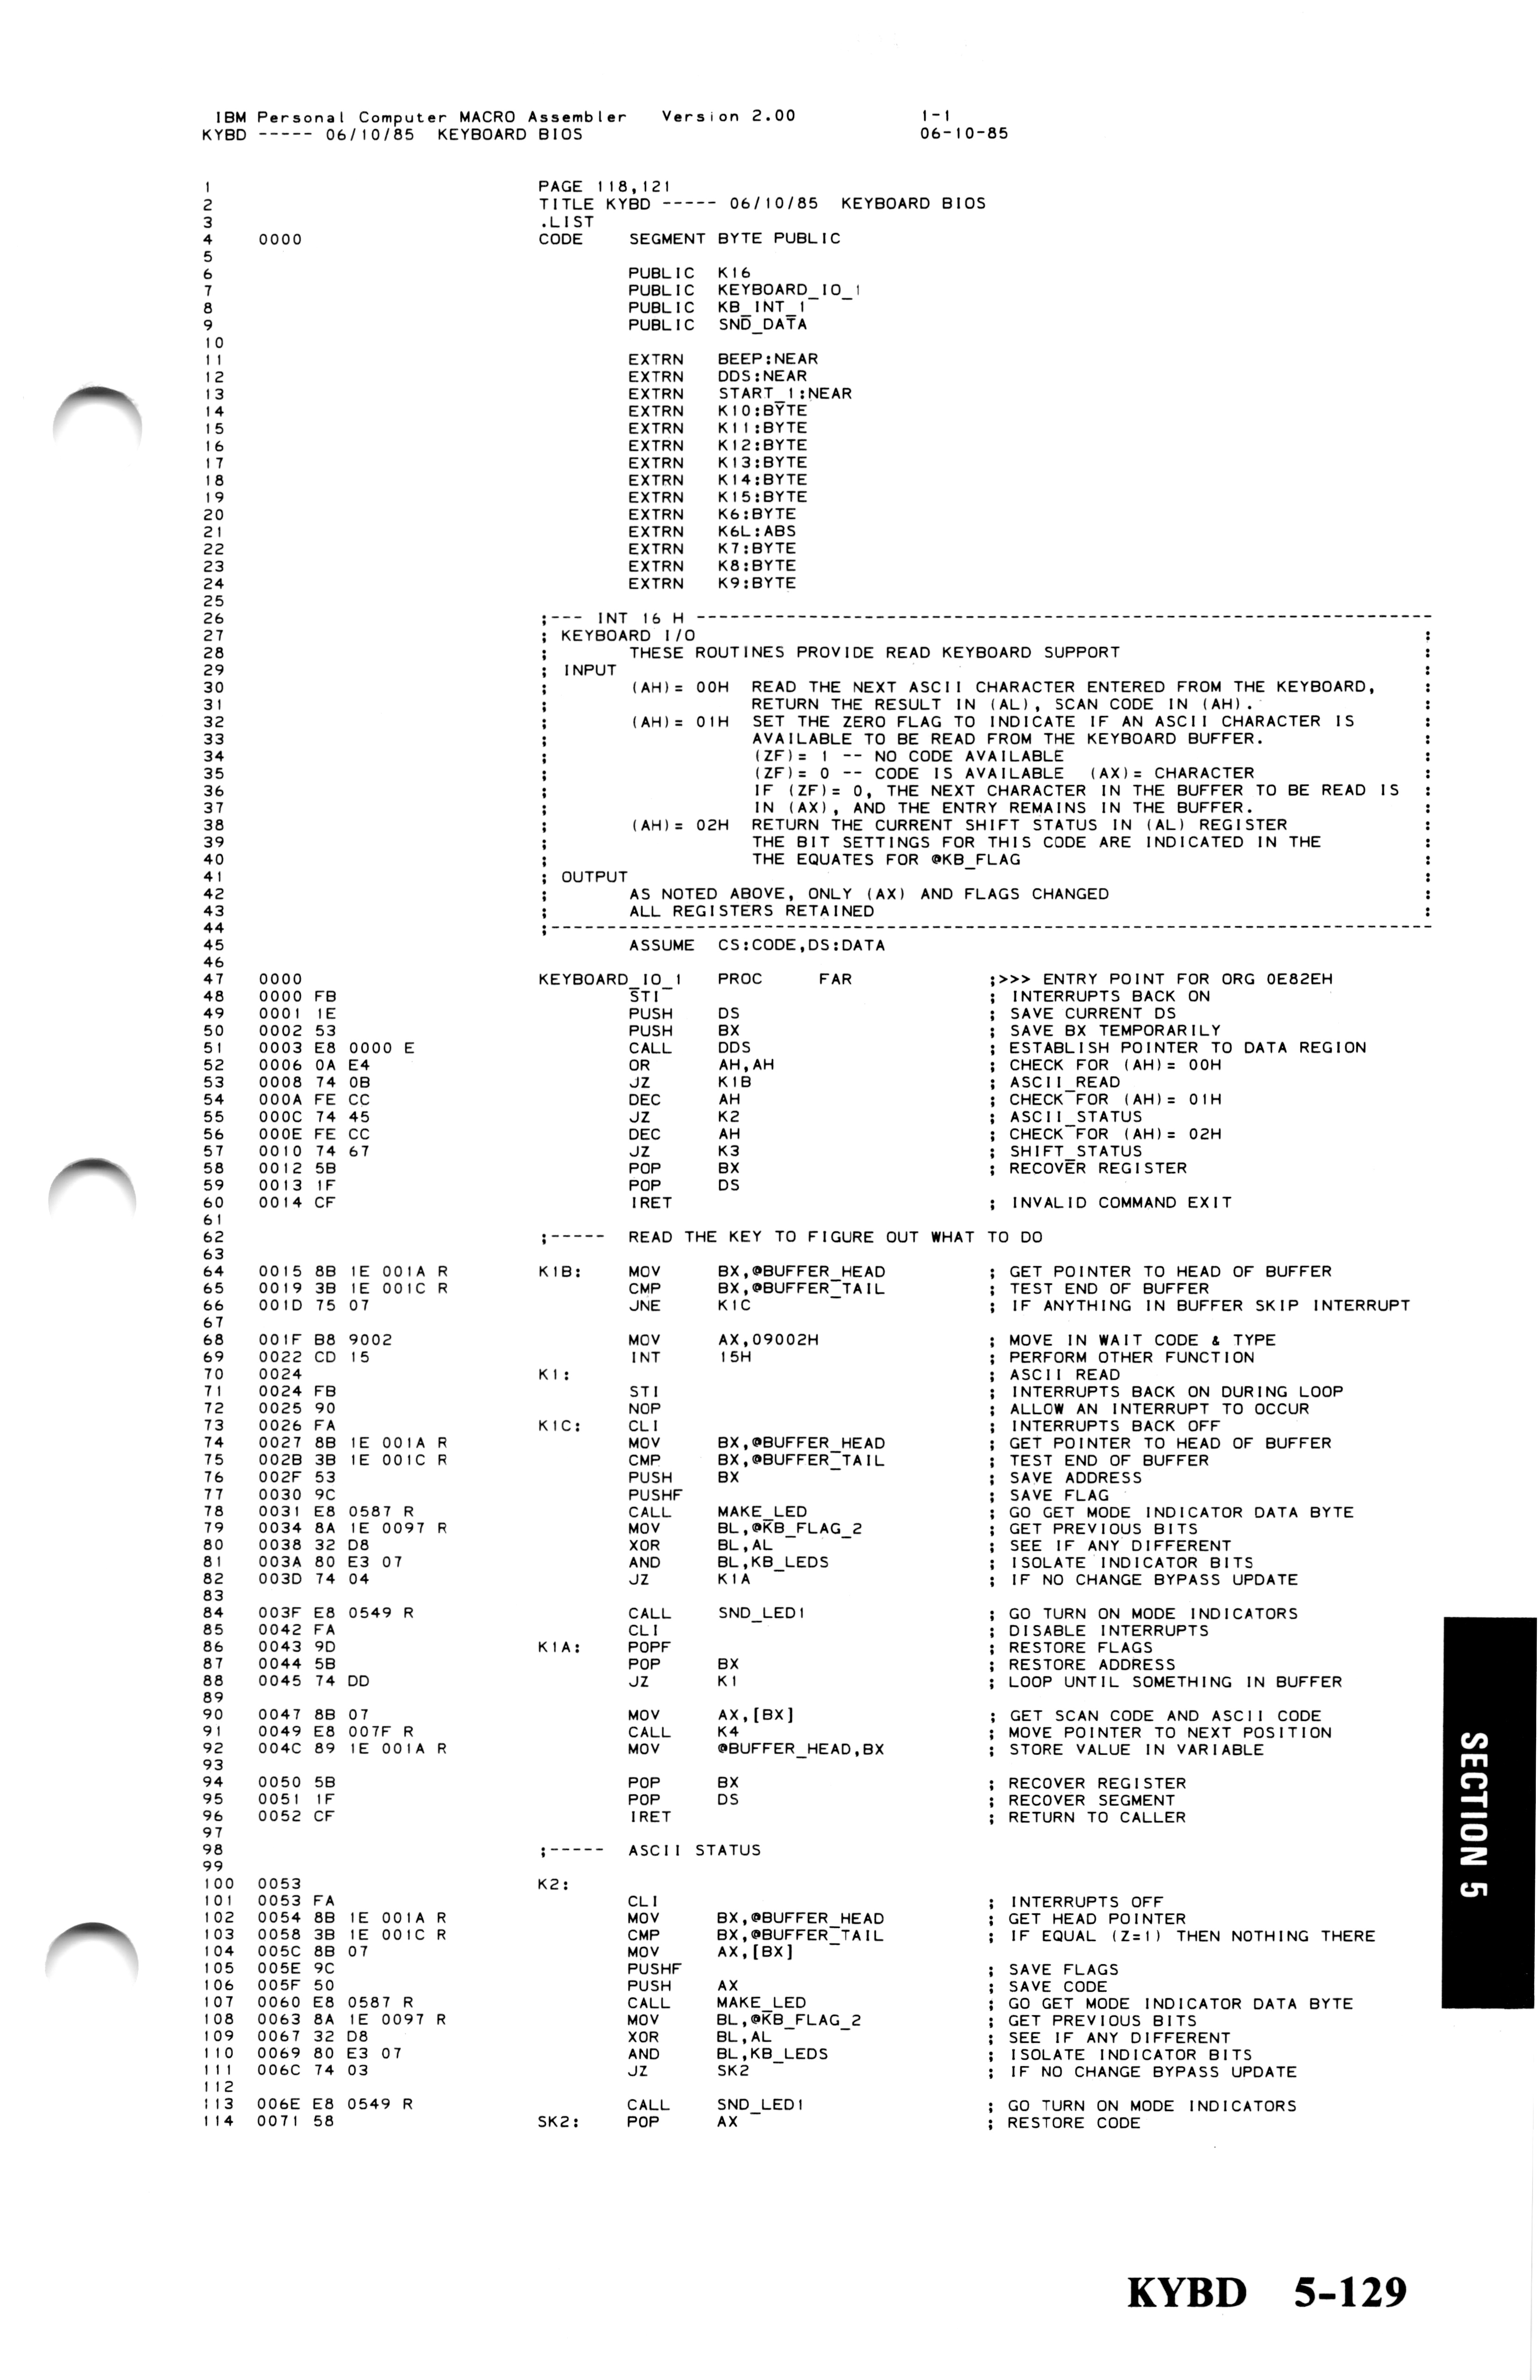 IBM Personal Computer MACRO Assembler   Version 2.00             1-1
KYBD ----- 06/10/85  KEYBOARD BIOS                               06-10-85
1                                PAGE 118,121
2                                TITLE KYBD ----- 06/10/85  KEYBOARD BIOS
3                                .LIST
4     0000                       CODE    SEGMENT BYTE PUBLIC
5
6                                        PUBLIC  K16
7                                        PUBLIC  KEYBOARD_IO_1
8                                        PUBLIC  KB_INT_1
9                                        PUBLIC  SND_DATA
10
11                                       EXTRN   BEEP:NEAR
12                                       EXTRN   DDS:NEAR
13                                       EXTRN   START_1:NEAR
14                                       EXTRN   K10:BYTE
15                                       EXTRN   K11:BYTE
16                                       EXTRN   K12:BYTE
17                                       EXTRN   K13:BYTE
18                                       EXTRN   K14:BYTE
19                                       EXTRN   K15:BYTE
20                                       EXTRN   K6:BYTE
21                                       EXTRN   K6L:ABS
22                                       EXTRN   K7:BYTE
23                                       EXTRN   K8:BYTE
24                                       EXTRN   K9:BYTE
25
26                               ;--- INT 16 H -----------------------------------------------------------------
27                               ; KEYBOARD I/O                                                                :
28                               ;       THESE ROUTINES PROVIDE READ KEYBOARD SUPPORT                          :
29                               ; INPUT                                                                       :
30                               ;       (AH)= 00H  READ THE NEXT ASCII CHARACTER ENTERED FROM THE KEYBOARD,   :
31                               ;                  RETURN THE RESULT IN (AL), SCAN CODE IN (AH).              :
32                               ;       (AH)= 01H  SET THE ZERO FLAG TO INDICATE IF AN ASCII CHARACTER IS     :
33                               ;                  AVAILABLE TO BE READ FROM THE KEYBOARD BUFFER.             :
34                               ;                  (ZF)= 1 -- NO CODE AVAILABLE                               :
35                               ;                  (ZF)= 0 -- CODE IS AVAILABLE  (AX)= CHARACTER              :
36                               ;                  IF (ZF)= 0, THE NEXT CHARACTER IN THE BUFFER TO BE READ IS :
37                               ;                  IN (AX), AND THE ENTRY REMAINS IN THE BUFFER.              :
38                               ;       (AH)= 02H  RETURN THE CURRENT SHIFT STATUS IN (AL) REGISTER           :
39                               ;                  THE BIT SETTINGS FOR THIS CODE ARE INDICATED IN THE        :
40                               ;                  THE EQUATES FOR @KB_FLAG                                   :
41                               ; OUTPUT                                                                      :
42                               ;       AS NOTED ABOVE, ONLY (AX) AND FLAGS CHANGED                           :
43                               ;       ALL REGISTERS RETAINED                                                :
44                               ;------------------------------------------------------------------------------
45                                       ASSUME  CS:CODE,DS:DATA
46
47    0000                       KEYBOARD_IO_1   PROC     FAR            ;>>> ENTRY POINT FOR ORG 0E82EH
48    0000 FB                            STI                             ; INTERRUPTS BACK ON
49    0001 1E                            PUSH    DS                      ; SAVE CURRENT DS
50    0002 53                            PUSH    BX                      ; SAVE BX TEMPORARILY
51    0003 E8 0000 E                     CALL    DDS                     ; ESTABLISH POINTER TO DATA REGION
52    0006 0A E4                         OR      AH,AH                   ; CHECK FOR (AH)= 00H
53    0008 74 0B                         JZ      K1B                     ; ASCII_READ
54    000A FE CC                         DEC     AH                      ; CHECK FOR (AH)= 01H
55    000C 74 45                         JZ      K2                      ; ASCII_STATUS
56    000E FE CC                         DEC     AH                      ; CHECK FOR (AH)= 02H
57    0010 74 67                         JZ      K3                      ; SHIFT_STATUS
58    0012 5B                            POP     BX                      ; RECOVER REGISTER
59    0013 1F                            POP     DS
60    0014 CF                            IRET                            ; INVALID COMMAND EXIT
61
62                               ;-----  READ THE KEY TO FIGURE OUT WHAT TO DO
63
64    0015 8B 1E 001A R          K1B:    MOV     BX,@BUFFER_HEAD         ; GET POINTER TO HEAD OF BUFFER
65    0019 3B 1E 001C R                  CMP     BX,@BUFFER_TAIL         ; TEST END OF BUFFER
66    001D 75 07                         JNE     K1C                     ; IF ANYTHING IN BUFFER SKIP INTERRUPT
67
68    001F B8 9002                       MOV     AX,09002H               ; MOVE IN WAIT CODE & TYPE
69    0022 CD 15                         INT     15H                     ; PERFORM OTHER FUNCTION
70    0024                       K1:                                     ; ASCII READ
71    0024 FB                            STI                             ; INTERRUPTS BACK ON DURING LOOP
72    0025 90                            NOP                             ; ALLOW AN INTERRUPT TO OCCUR
73    0026 FA                    K1C:    CLI                             ; INTERRUPTS BACK OFF
74    0027 8B 1E 001A R                  MOV     BX,@BUFFER_HEAD         ; GET POINTER TO HEAD OF BUFFER
75    002B 3B 1E 001C R                  CMP     BX,@BUFFER_TAIL         ; TEST END OF BUFFER
76    002F 53                            PUSH    BX                      ; SAVE ADDRESS
77    0030 9C                            PUSHF                           ; SAVE FLAG
78    0031 E8 0587 R                     CALL    MAKE_LED                ; GO GET MODE INDICATOR DATA BYTE
79    0034 8A 1E 0097 R                  MOV     BL,@KB_FLAG_2           ; GET PREVIOUS BITS
80    0038 32 D8                         XOR     BL,AL                   ; SEE IF ANY DIFFERENT
81    003A 80 E3 07                      AND     BL,KB_LEDS              ; ISOLATE INDICATOR BITS
82    003D 74 04                         JZ      K1A                     ; IF NO CHANGE BYPASS UPDATE
83
84    003F E8 0549 R                     CALL    SND_LED1                ; GO TURN ON MODE INDICATORS
85    0042 FA                            CLI                             ; DISABLE INTERRUPTS
86    0043 9D                    K1A:    POPF                            ; RESTORE FLAGS
87    0044 5B                            POP     BX                      ; RESTORE ADDRESS
88    0045 74 DD                         JZ      K1                      ; LOOP UNTIL SOMETHING IN BUFFER
89
90    0047 8B 07                         MOV     AX,[BX]                 ; GET SCAN CODE AND ASCII CODE
91    0049 E8 007F R                     CALL    K4                      ; MOVE POINTER TO NEXT POSITION
92    004C 89 1E 001A R                  MOV     @BUFFER_HEAD,BX         ; STORE VALUE IN VARIABLE
93
94    0050 5B                            POP     BX                      ; RECOVER REGISTER
95    0051 1F                            POP     DS                      ; RECOVER SEGMENT
96    0052 CF                            IRET                            ; RETURN TO CALLER
97
98                               ;-----  ASCII STATUS
99
100   0053                       K2:
101   0053 FA                            CLI                             ; INTERRUPTS OFF
102   0054 8B 1E 001A R                  MOV     BX,@BUFFER_HEAD         ; GET HEAD POINTER
103   0058 3B 1E 001C R                  CMP     BX,@BUFFER_TAIL         ; IF EQUAL (Z=1) THEN NOTHING THERE
104   005C 8B 07                         MOV     AX,[BX]
105   005E 9C                            PUSHF                           ; SAVE FLAGS
106   005F 50                            PUSH    AX                      ; SAVE CODE
107   0060 E8 0587 R                     CALL    MAKE_LED                ; GO GET MODE INDICATOR DATA BYTE
108   0063 8A 1E 0097 R                  MOV     BL,@KB_FLAG_2           ; GET PREVIOUS BITS
109   0067 32 D8                         XOR     BL,AL                   ; SEE IF ANY DIFFERENT
110   0069 80 E3 07                      AND     BL,KB_LEDS              ; ISOLATE INDICATOR BITS
111   006C 74 03                         JZ      SK2                     ; IF NO CHANGE BYPASS UPDATE
112
113   006E E8 0549 R                     CALL    SND_LED1                ; GO TURN ON MODE INDICATORS
114   0071 58                    SK2:    POP     AX                      ; RESTORE CODE
SECTION 5
KYBD 5-129